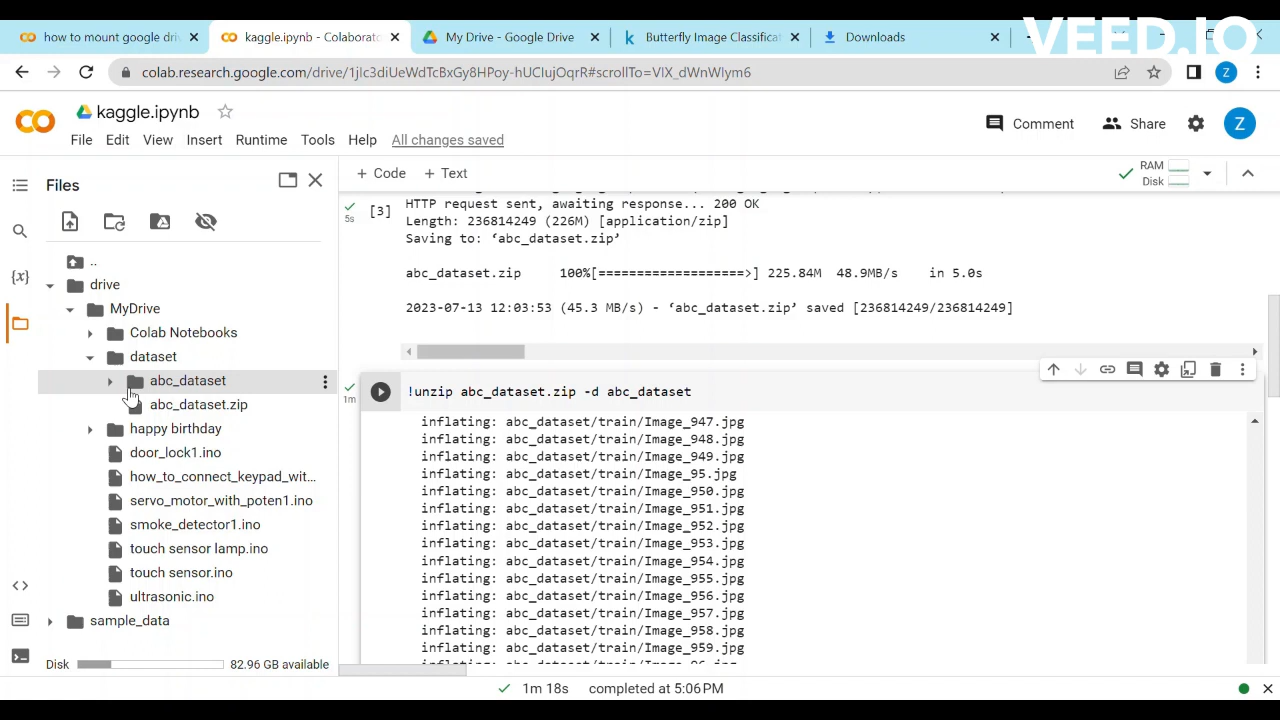 VEED.IO
how to mount google dri
kaggle.ipynb - Colaborato
My Drive - Google Drive
Butterfly Image Classificat
Downloads
colab.research.google.com/drive/1jIc3diUeWdTcBxGy8HPoy-hUCIujOqrR#scrollTo=VIX_dWnWIym6
Z
kaggle.ipynb
File Edit View Insert Runtime Tools Help All changes saved
Comment Share Z
Files
+ Code + Text
RAM
Disk
..
drive
MyDrive
Colab Notebooks
dataset
abc_dataset
abc_dataset.zip
happy birthday
door_lock1.ino
how_to_connect_keypad_wit...
servo_motor_with_poten1.ino
smoke_detector1.ino
touch sensor lamp.ino
touch sensor.ino
ultrasonic.ino
sample_data
Disk 82.96 GB available
5s
[3]
HTTP request sent, awaiting response... 200 OK
Length: 236814249 (226M) [application/zip]
Saving to: ‘abc_dataset.zip’
abc_dataset.zip 100%[===================>] 225.84M 48.9MB/s in 5.0s
2023-07-13 12:03:53 (45.3 MB/s) - ‘abc_dataset.zip’ saved [236814249/236814249]
1m
!unzip abc_dataset.zip -d abc_dataset
inflating: abc_dataset/train/Image_947.jpg
inflating: abc_dataset/train/Image_948.jpg
inflating: abc_dataset/train/Image_949.jpg
inflating: abc_dataset/train/Image_95.jpg
inflating: abc_dataset/train/Image_950.jpg
inflating: abc_dataset/train/Image_951.jpg
inflating: abc_dataset/train/Image_952.jpg
inflating: abc_dataset/train/Image_953.jpg
inflating: abc_dataset/train/Image_954.jpg
inflating: abc_dataset/train/Image_955.jpg
inflating: abc_dataset/train/Image_956.jpg
inflating: abc_dataset/train/Image_957.jpg
inflating: abc_dataset/train/Image_958.jpg
inflating: abc_dataset/train/Image_959.jpg
1m 18s completed at 5:06 PM